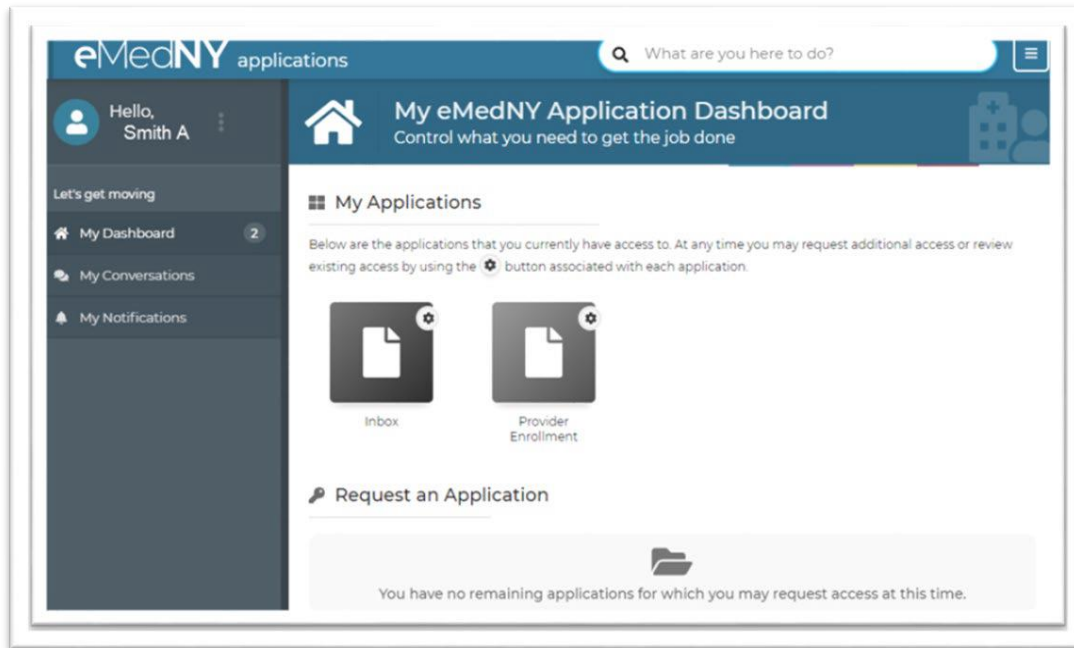 eMedNY applications
What are you here to do?
Hello,
Smith A
My eMedNY Application Dashboard
Control what you need to get the job done
Let's get moving
My Dashboard 2
My Conversations
My Notifications
My Applications
Below are the applications that you currently have access to. At any time you may request additional access or review
existing access by using the button associated with each application.
Inbox
Provider
Enrollment
Request an Application
You have no remaining applications for which you may request access at this time.